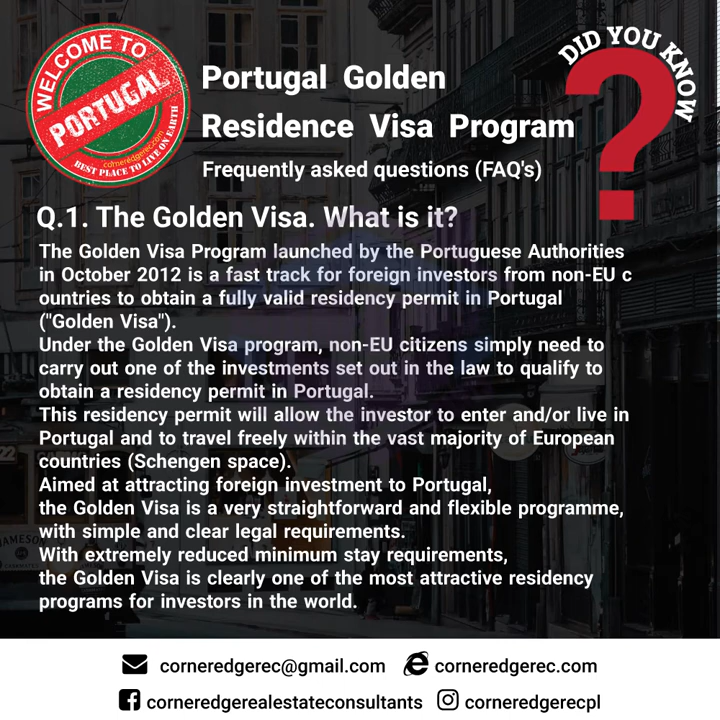 WELCOME TO
PORTUGAL
corneredgerec.com
BEST PLACE TO LIVE ON EARTH
DID YOU KNOW
?
Portugal Golden
Residence Visa Program
Frequently asked questions (FAQ's)
Q.1. The Golden Visa. What is it?
The Golden Visa Program launched by the Portuguese Authorities
in October 2012 is a fast track for foreign investors from non-EU c
ountries to obtain a fully valid residency permit in Portugal
("Golden Visa").
Under the Golden Visa program, non-EU citizens simply need to
carry out one of the investments set out in the law to qualify to
obtain a residency permit in Portugal.
This residency permit will allow the investor to enter and/or live in
Portugal and to travel freely within the vast majority of European
countries (Schengen space).
Aimed at attracting foreign investment to Portugal,
the Golden Visa is a very straightforward and flexible programme,
with simple and clear legal requirements.
With extremely reduced minimum stay requirements,
the Golden Visa is clearly one of the most attractive residency
programs for investors in the world.
JAMESON
corneredgerec@gmail.com corneredgerec.com
corneredgerealestateconsultants corneredgerecpl